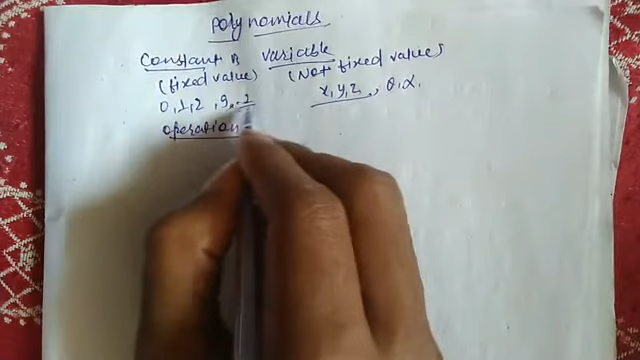 Polynomials
Constant & variable
(fixed value) (Not fixed value)
0, 1, 2, 9, x, y, z, , θ, α.
operation